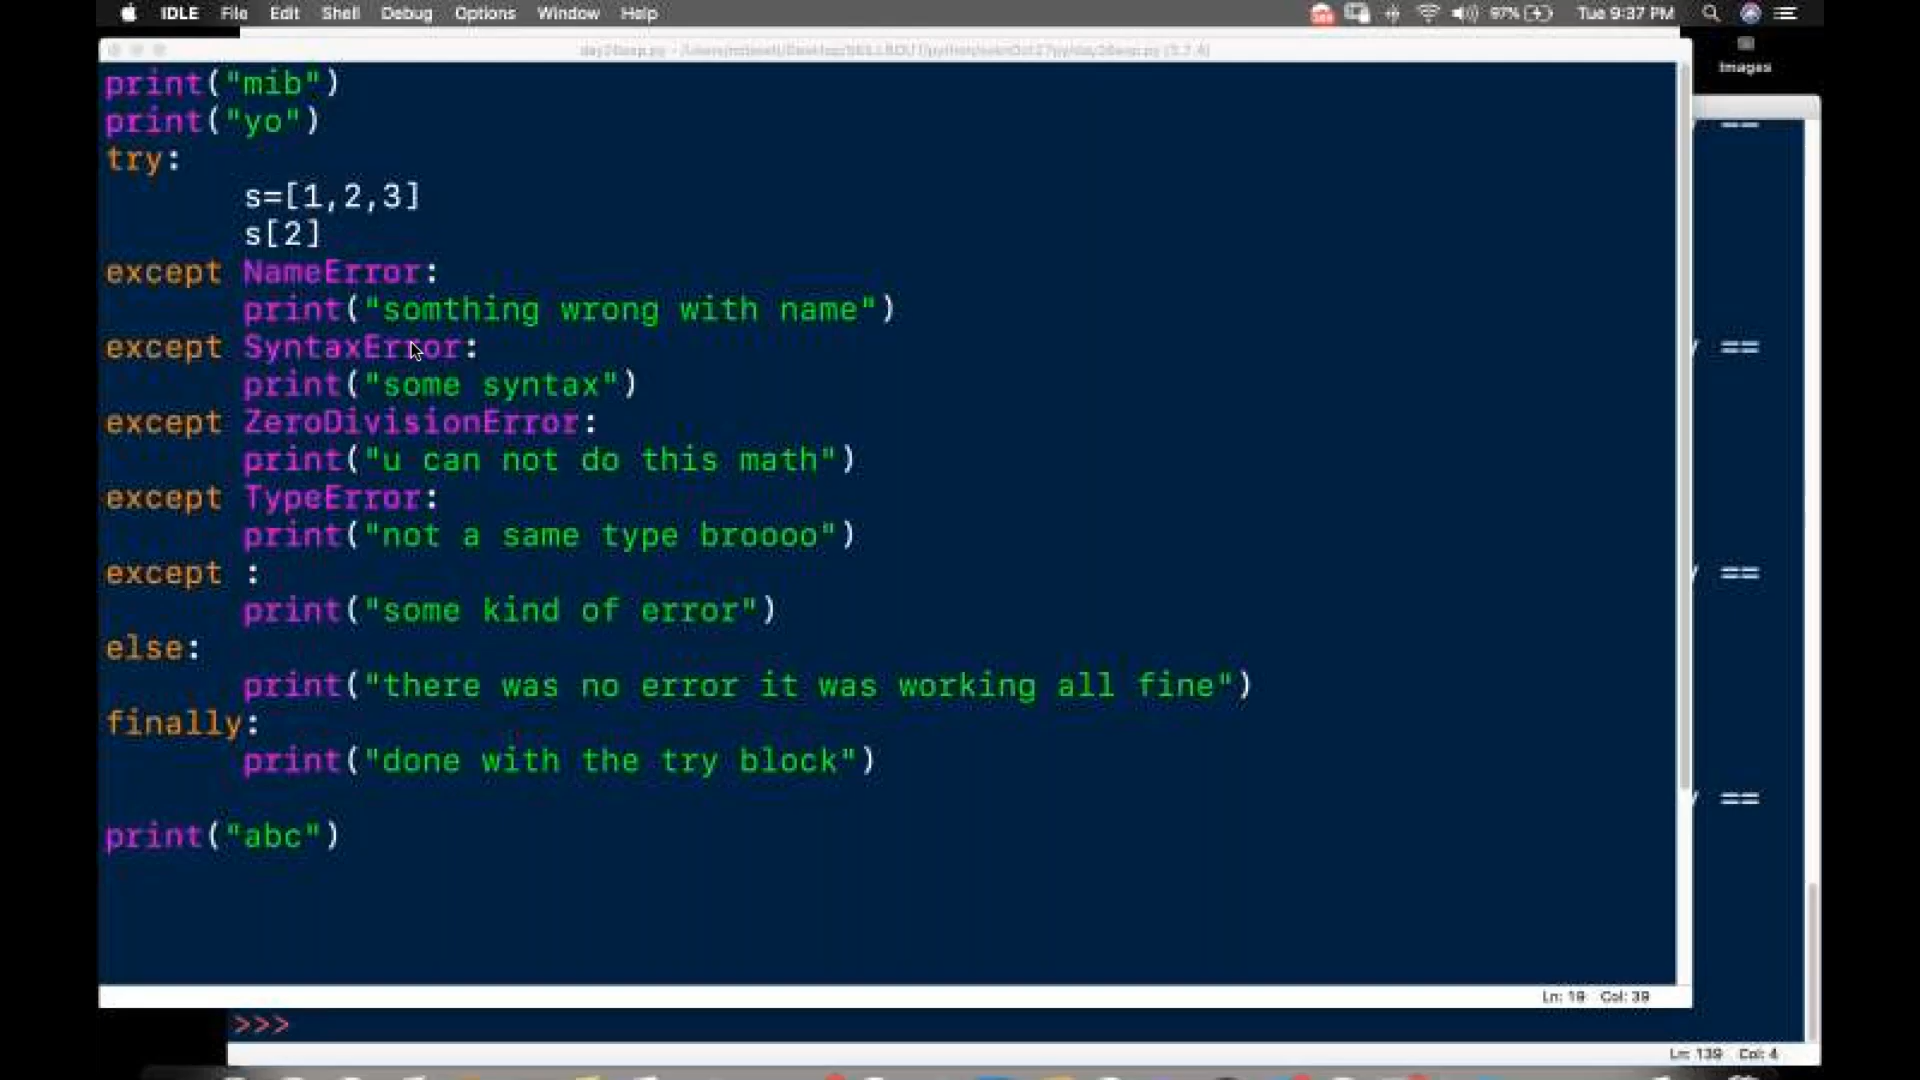 IDLE File Edit Shell Debug Options Window Help 97% Tue 9:37 PM
Images
print("mib")
print("yo")
try:
s=[1,2,3]
s[2]
except NameError:
print("somthing wrong with name")
except SyntaxError:
print("some syntax")
except ZeroDivisionError:
print("u can not do this math")
except TypeError:
print("not a same type broooo")
except :
print("some kind of error")
else:
print("there was no error it was working all fine")
finally:
print("done with the try block")
print("abc")
Ln: 19 Col: 39
>>>
Ln: 139 Col: 4
==
==
==
==